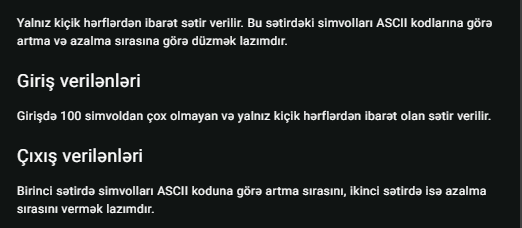 Yalnız kiçik hərflərdən ibarət sətir verilir. Bu sətirdəki simvolları ASCII kodlarına görə
artma və azalma sırasına görə düzmək lazımdır.
Giriş verilənləri
Girişdə 100 simvoldan çox olmayan və yalnız kiçik hərflərdən ibarət olan sətir verilir.
Çıxış verilənləri
Birinci sətirdə simvolları ASCII koduna görə artma sırasını, ikinci sətirdə isə azalma
sırasını vermək lazımdır.